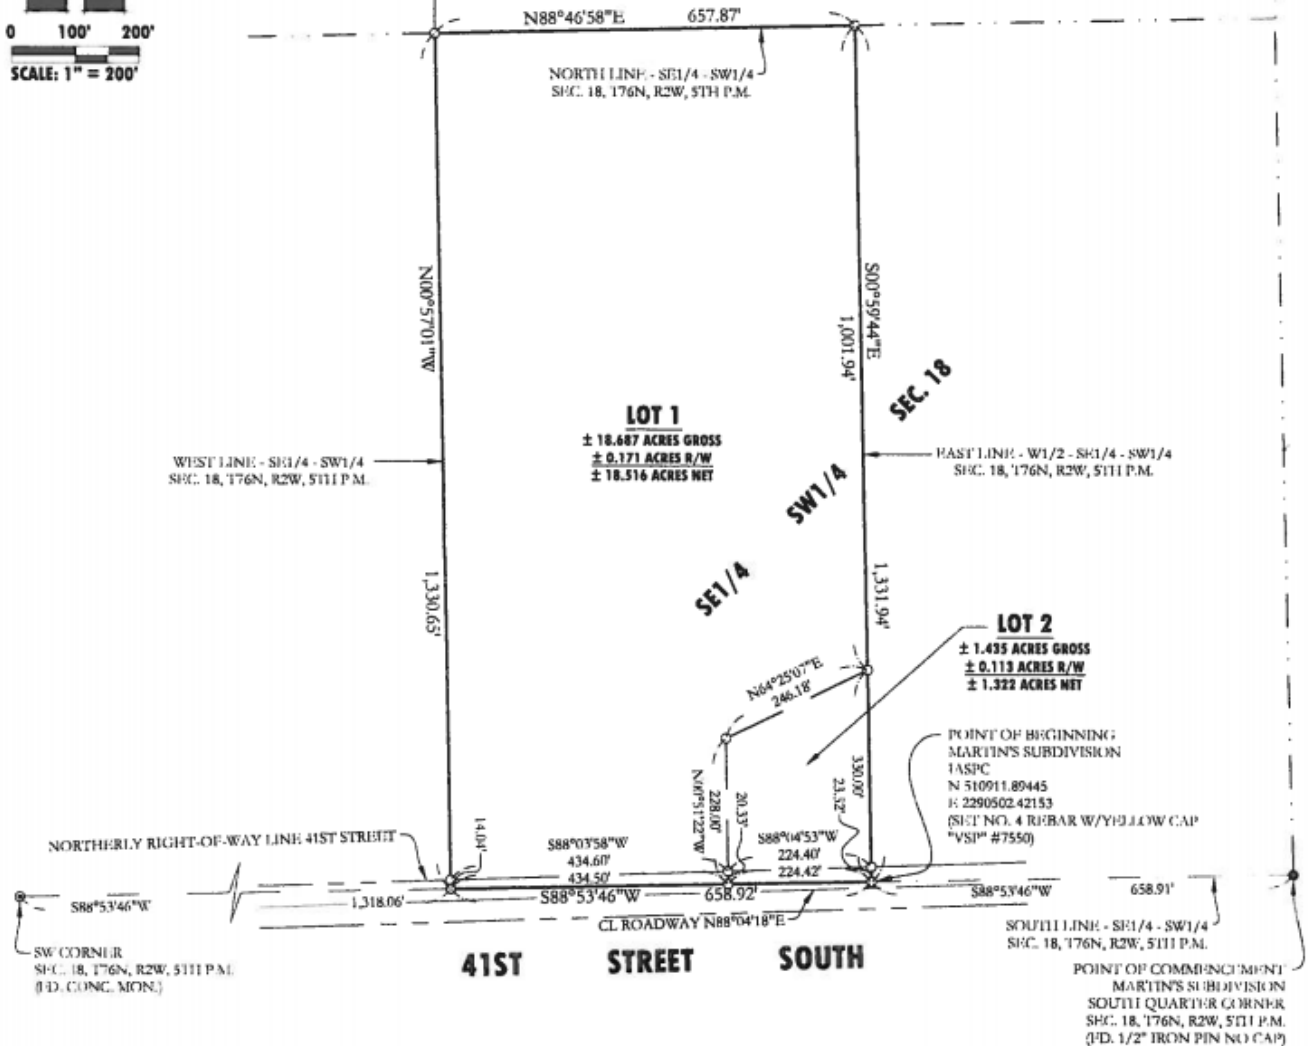 0 100' 200'
SCALE: 1" = 200'
N88°46'58"E 657.87'
NORTH LINE - SE1/4 - SW1/4
SEC. 18, T76N, R2W, 5TH P.M.
N00°57'01"W
1,330.65'
S00°59'44"E
1,001.94'
1,331.94'
SEC. 18
SW1/4
SE1/4
LOT 1
± 18.687 ACRES GROSS
± 0.171 ACRES R/W
± 18.516 ACRES NET
WEST LINE - SE1/4 - SW1/4
SEC. 18, T76N, R2W, 5TH P.M.
EAST LINE - W1/2 - SE1/4 - SW1/4
SEC. 18, T76N, R2W, 5TH P.M.
LOT 2
± 1.435 ACRES GROSS
± 0.113 ACRES R/W
± 1.322 ACRES NET
N64°25'07"E
246.18'
N00°51'22"W
228.00'
20.33'
330.00'
23.52'
POINT OF BEGINNING
MARTIN'S SUBDIVISION
IASPC
N 510911.89445
E 2290502.42153
(SET NO. 4 REBAR W/YELLOW CAP
"VSP" #7550)
NORTHERLY RIGHT-OF-WAY LINE 41ST STREET
14.04'
S88°03'58"W
434.60'
434.50'
S88°04'53"W
224.40'
224.42'
S88°53'46"W
1,318.06'
S88°53'46"W 658.92'
S88°53'46"W
658.91'
CL ROADWAY N88°04'18"E
SW CORNER
SEC. 18, T76N, R2W, 5TH P.M.
(FD. CONC. MON.)
41ST STREET SOUTH
SOUTH LINE - SE1/4 - SW1/4
SEC. 18, T76N, R2W, 5TH P.M.
POINT OF COMMENCEMENT
MARTIN'S SUBDIVISION
SOUTH QUARTER CORNER
SEC. 18, T76N, R2W, 5TH P.M.
(FD. 1/2" IRON PIN NO CAP)